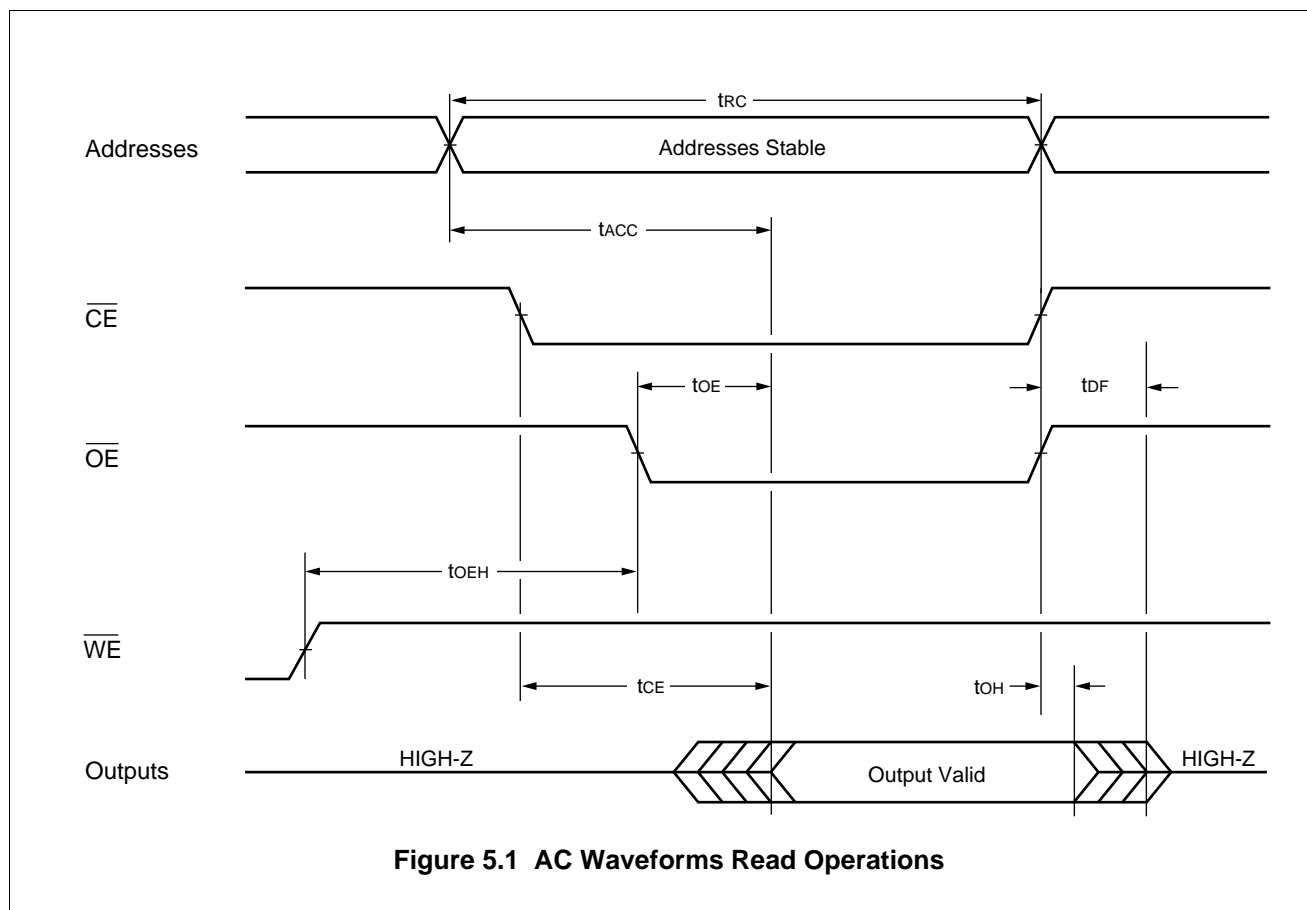 tRC
Addresses
Addresses Stable
tACC
CE
tOE
tDF
OE
tOEH
WE
tCE
tOH
Outputs
HIGH-Z
Output Valid
HIGH-Z
Figure 5.1 AC Waveforms Read Operations